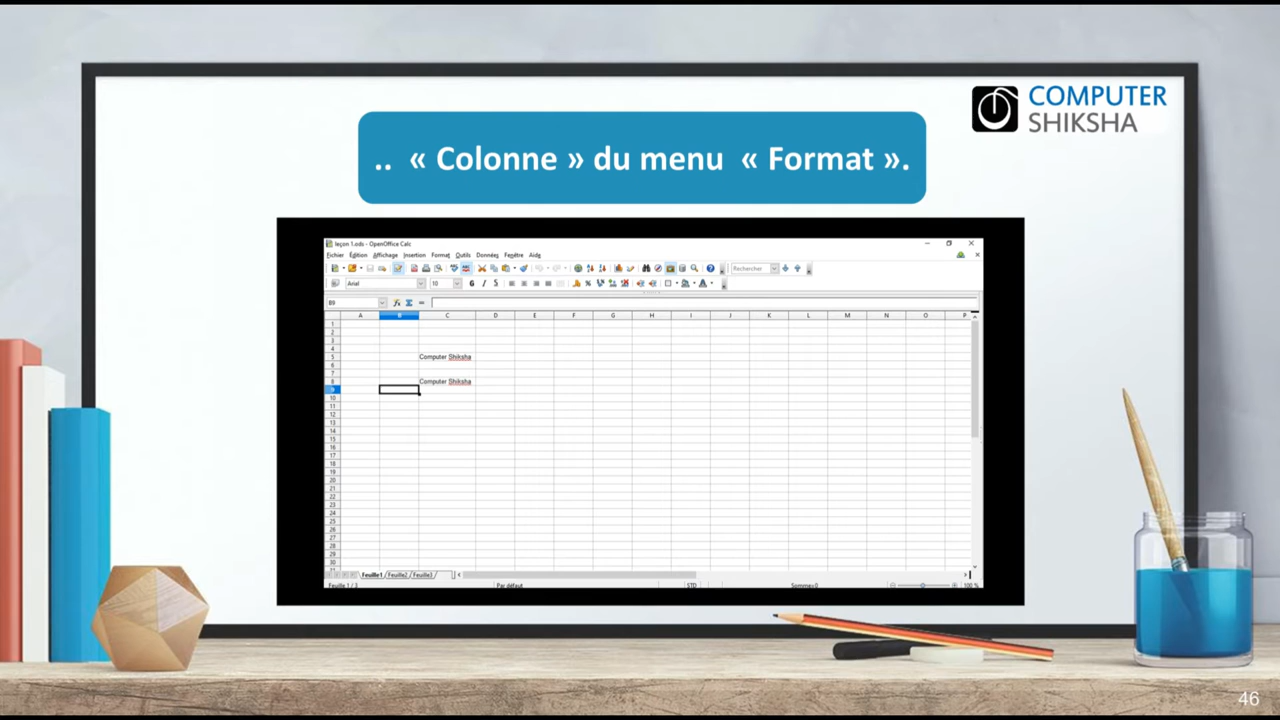 COMPUTER
SHIKSHA
.. « Colonne » du menu « Format ».
leçon 1.ods - OpenOffice Calc
Fichier Édition Affichage Insertion Format Outils Données Fenêtre Aide
Rechercher
Arial 10 G I S
B9 =
A B C D E F G H I J K L M N O P
1
2
3
4
5 Computer Shiksha
6
7
8 Computer Shiksha
9
10
11
12
13
14
15
16
17
18
19
20
21
22
23
24
25
26
27
28
29
30
Feuille1 Feuille2 Feuille3
Feuille 1 / 3 Par défaut STD Somme=0 100 %
46